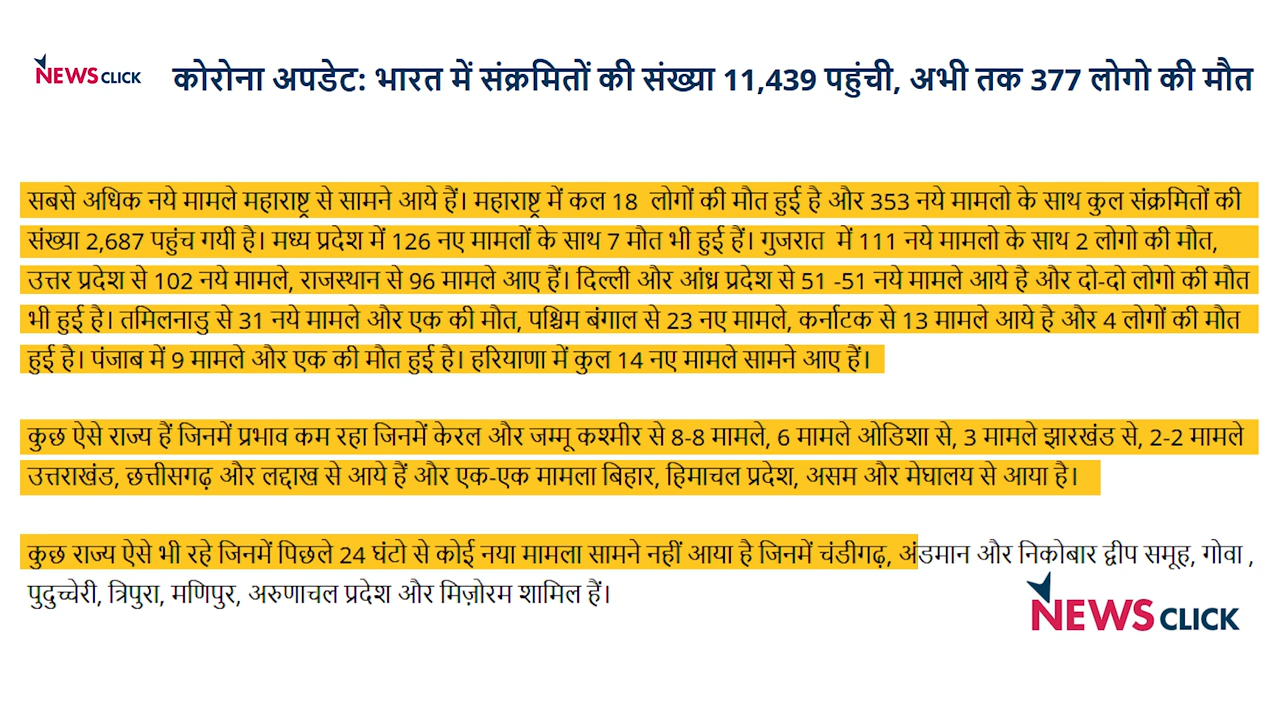 NEWSCLICK कोरोना अपडेट: भारत में संक्रमितों की संख्या 11,439 पहुंची, अभी तक 377 लोगो की मौत
सबसे अधिक नये मामले महाराष्ट्र से सामने आये हैं। महाराष्ट्र में कल 18 लोगों की मौत हुई है और 353 नये मामलो के साथ कुल संक्रमितों की
संख्या 2,687 पहुंच गयी है। मध्य प्रदेश में 126 नए मामलों के साथ 7 मौत भी हुई हैं। गुजरात में 111 नये मामलो के साथ 2 लोगो की मौत,
उत्तर प्रदेश से 102 नये मामले, राजस्थान से 96 मामले आए हैं। दिल्ली और आंध्र प्रदेश से 51 -51 नये मामले आये है और दो-दो लोगो की मौत
भी हुई है। तमिलनाडु से 31 नये मामले और एक की मौत, पश्चिम बंगाल से 23 नए मामले, कर्नाटक से 13 मामले आये है और 4 लोगों की मौत
हुई है। पंजाब में 9 मामले और एक की मौत हुई है। हरियाणा में कुल 14 नए मामले सामने आए हैं।
कुछ ऐसे राज्य हैं जिनमें प्रभाव कम रहा जिनमें केरल और जम्मू कश्मीर से 8-8 मामले, 6 मामले ओडिशा से, 3 मामले झारखंड से, 2-2 मामले
उत्तराखंड, छत्तीसगढ़ और लद्दाख से आये हैं और एक-एक मामला बिहार, हिमाचल प्रदेश, असम और मेघालय से आया है।
कुछ राज्य ऐसे भी रहे जिनमें पिछले 24 घंटो से कोई नया मामला सामने नहीं आया है जिनमें चंडीगढ़, अंडमान और निकोबार द्वीप समूह, गोवा ,
पुदुच्चेरी, त्रिपुरा, मणिपुर, अरुणाचल प्रदेश और मिज़ोरम शामिल हैं।
NEWSCLICK